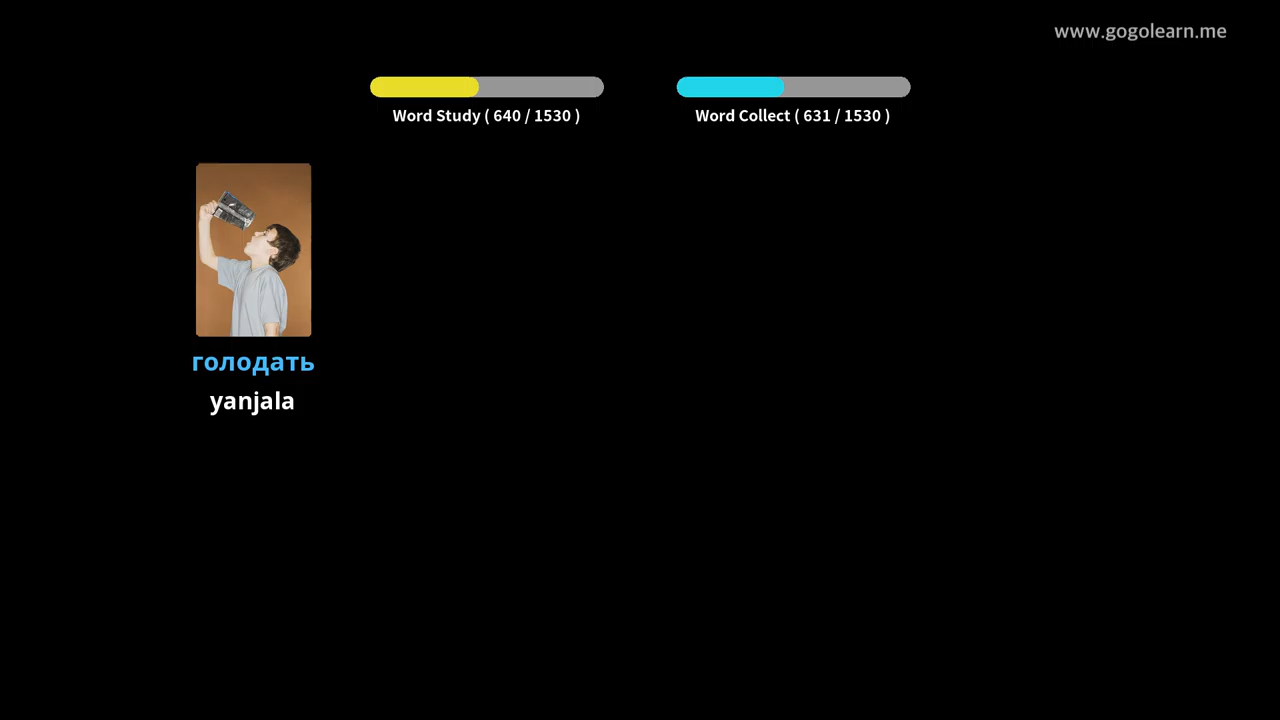 www.gogolearn.me
Word Study ( 640 / 1530 )
Word Collect ( 631 / 1530 )
голодать
yanjala